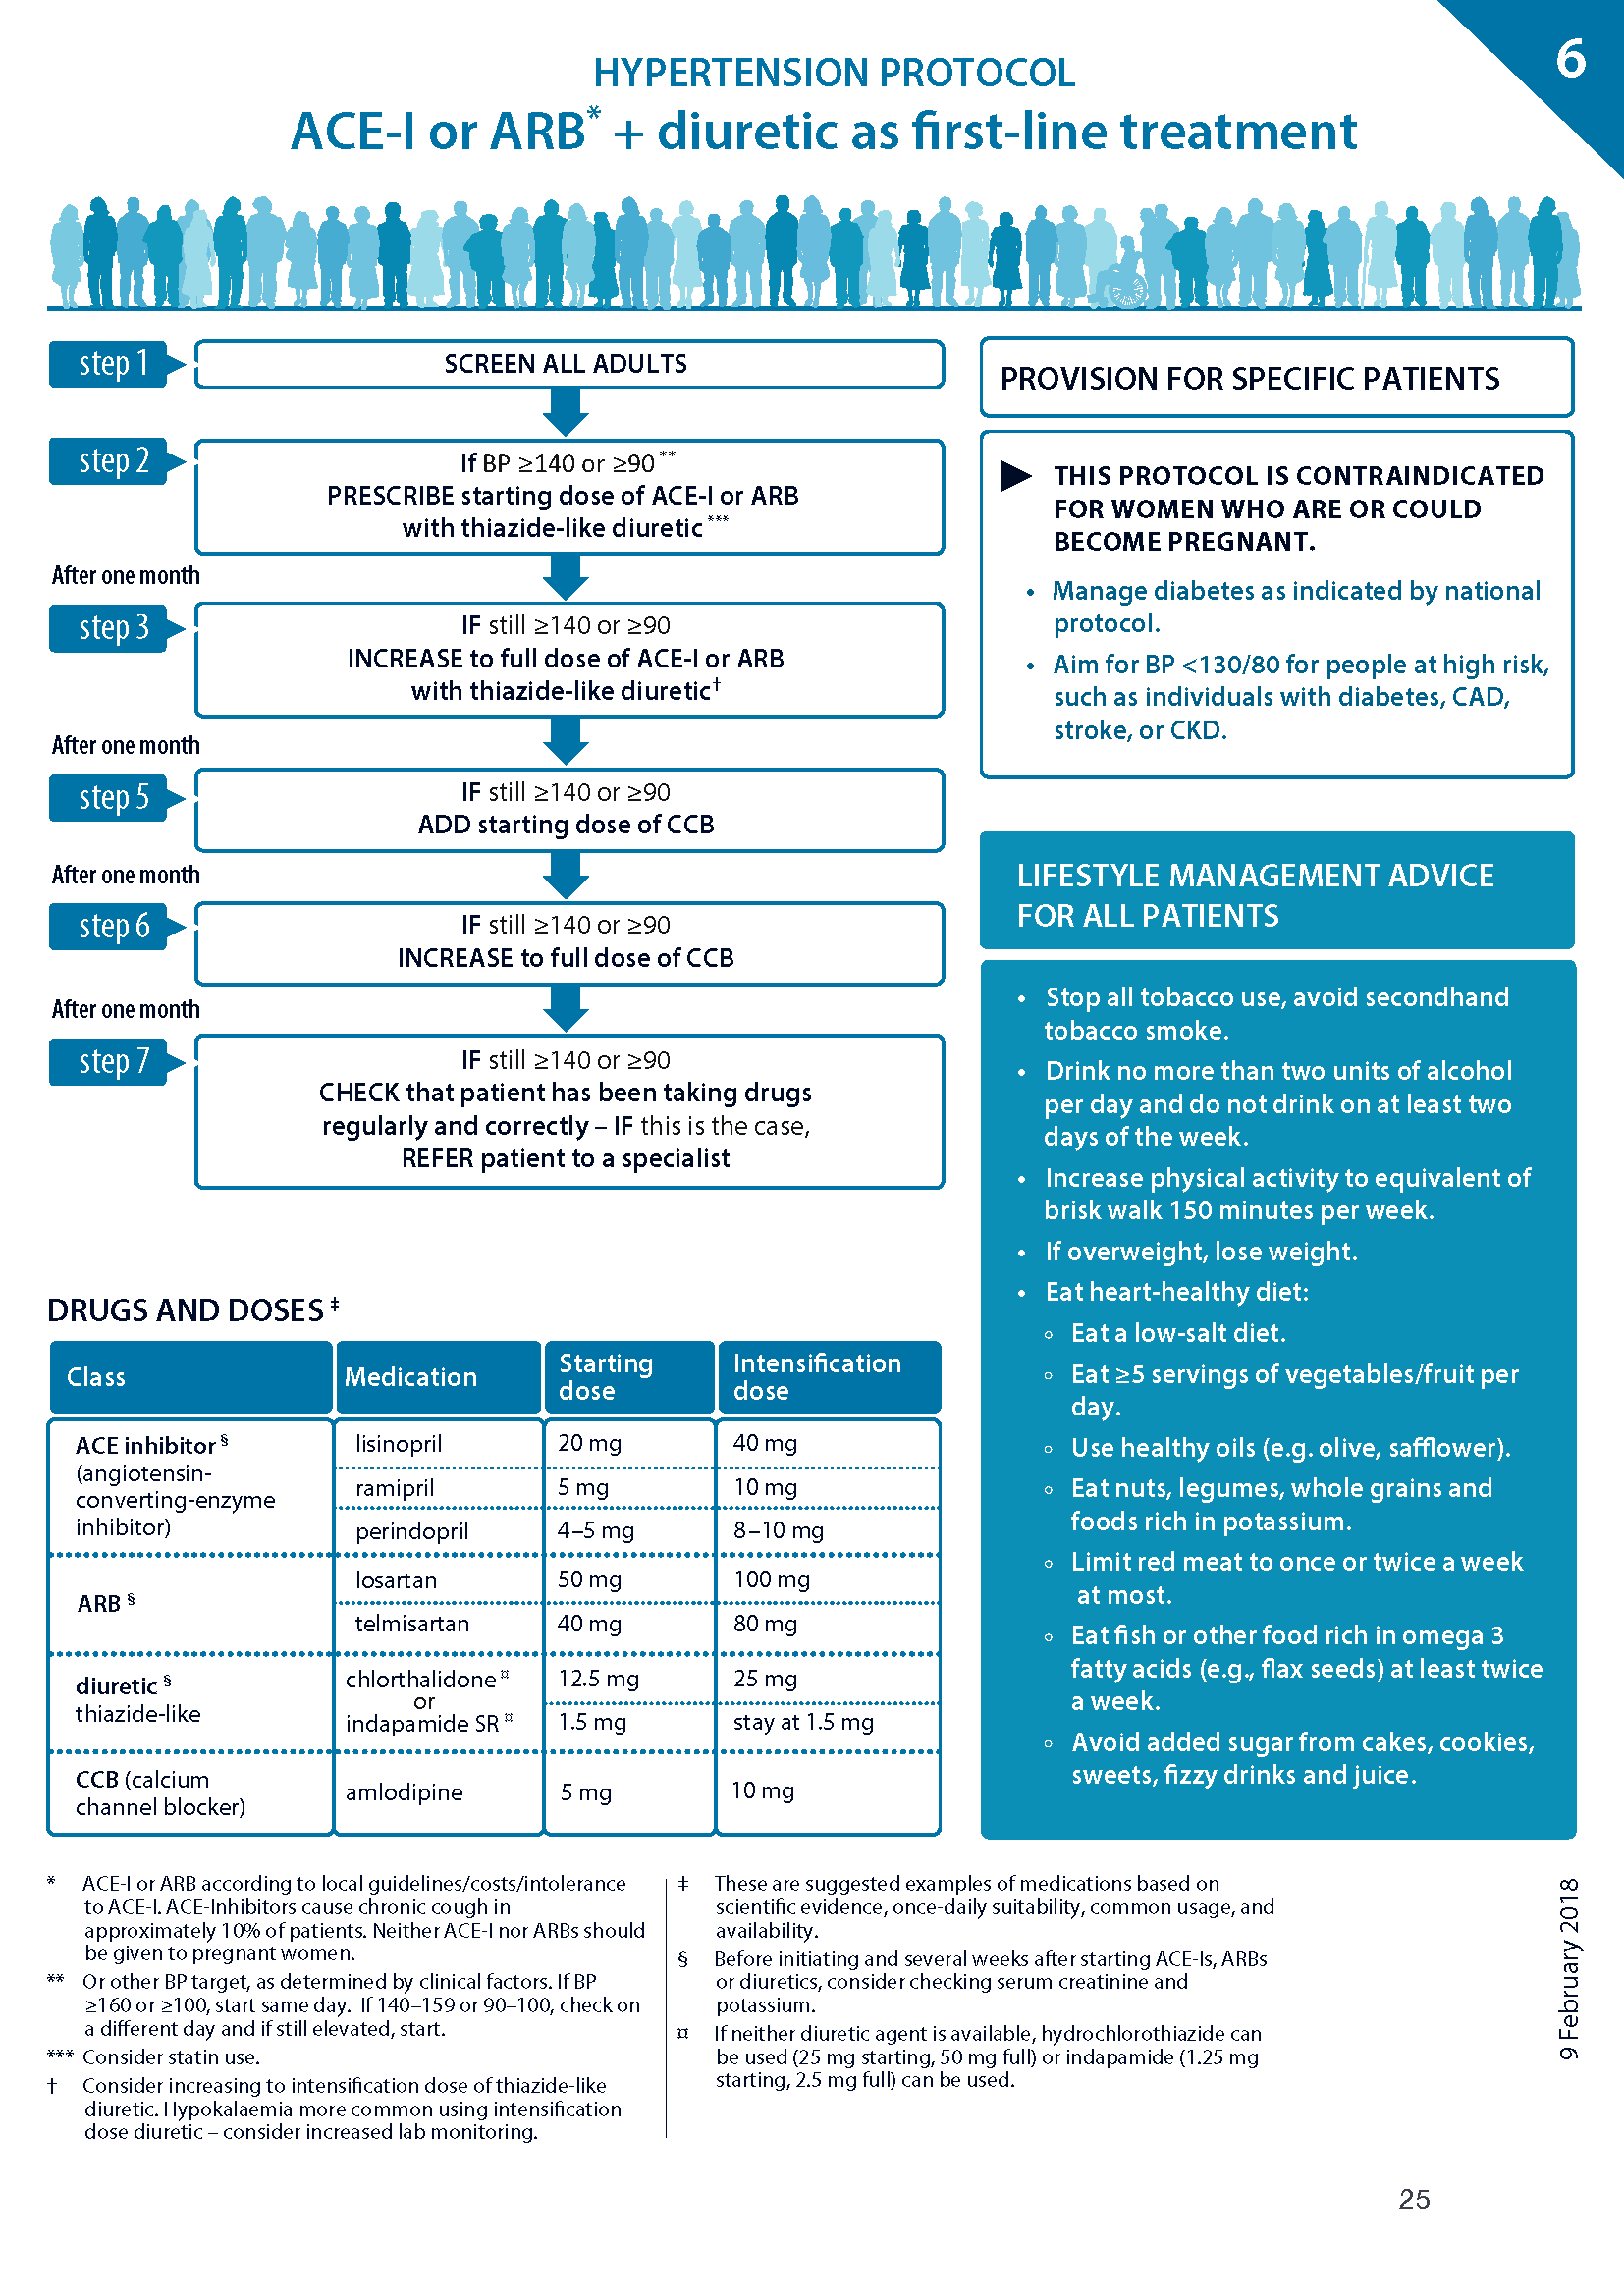 6
HYPERTENSION PROTOCOL
ACE-I or ARB* + diuretic as first-line treatment
step 1
SCREEN ALL ADULTS
step 2
If BP ≥140 or ≥90**
PRESCRIBE starting dose of ACE-I or ARB
with thiazide-like diuretic***
After one month
step 3
IF still ≥140 or ≥90
INCREASE to full dose of ACE-I or ARB
with thiazide-like diuretic†
After one month
step 5
IF still ≥140 or ≥90
ADD starting dose of CCB
After one month
step 6
IF still ≥140 or ≥90
INCREASE to full dose of CCB
After one month
step 7
IF still ≥140 or ≥90
CHECK that patient has been taking drugs
regularly and correctly – IF this is the case,
REFER patient to a specialist
PROVISION FOR SPECIFIC PATIENTS
THIS PROTOCOL IS CONTRAINDICATED
FOR WOMEN WHO ARE OR COULD
BECOME PREGNANT.
• Manage diabetes as indicated by national
protocol.
• Aim for BP <130/80 for people at high risk,
such as individuals with diabetes, CAD,
stroke, or CKD.
LIFESTYLE MANAGEMENT ADVICE
FOR ALL PATIENTS
• Stop all tobacco use, avoid secondhand
tobacco smoke.
• Drink no more than two units of alcohol
per day and do not drink on at least two
days of the week.
• Increase physical activity to equivalent of
brisk walk 150 minutes per week.
• If overweight, lose weight.
• Eat heart-healthy diet:
◦ Eat a low-salt diet.
◦ Eat ≥5 servings of vegetables/fruit per
day.
◦ Use healthy oils (e.g. olive, safflower).
◦ Eat nuts, legumes, whole grains and
foods rich in potassium.
◦ Limit red meat to once or twice a week
at most.
◦ Eat fish or other food rich in omega 3
fatty acids (e.g., flax seeds) at least twice
a week.
◦ Avoid added sugar from cakes, cookies,
sweets, fizzy drinks and juice.
DRUGS AND DOSES ‡
Class Medication Starting dose Intensification dose
ACE inhibitor §
(angiotensin-
converting-enzyme
inhibitor)
lisinopril 20 mg 40 mg
ramipril 5 mg 10 mg
perindopril 4–5 mg 8–10 mg
ARB §
losartan 50 mg 100 mg
telmisartan 40 mg 80 mg
diuretic §
thiazide-like
chlorthalidone ¤ 12.5 mg 25 mg
or
indapamide SR ¤ 1.5 mg stay at 1.5 mg
CCB (calcium
channel blocker)
amlodipine 5 mg 10 mg
* ACE-I or ARB according to local guidelines/costs/intolerance
to ACE-I. ACE-Inhibitors cause chronic cough in
approximately 10% of patients. Neither ACE-I nor ARBs should
be given to pregnant women.
** Or other BP target, as determined by clinical factors. If BP
≥160 or ≥100, start same day. If 140–159 or 90–100, check on
a different day and if still elevated, start.
*** Consider statin use.
† Consider increasing to intensification dose of thiazide-like
diuretic. Hypokalaemia more common using intensification
dose diuretic – consider increased lab monitoring.
‡ These are suggested examples of medications based on
scientific evidence, once-daily suitability, common usage, and
availability.
§ Before initiating and several weeks after starting ACE-Is, ARBs
or diuretics, consider checking serum creatinine and
potassium.
¤ If neither diuretic agent is available, hydrochlorothiazide can
be used (25 mg starting, 50 mg full) or indapamide (1.25 mg
starting, 2.5 mg full) can be used.
9 February 2018
25